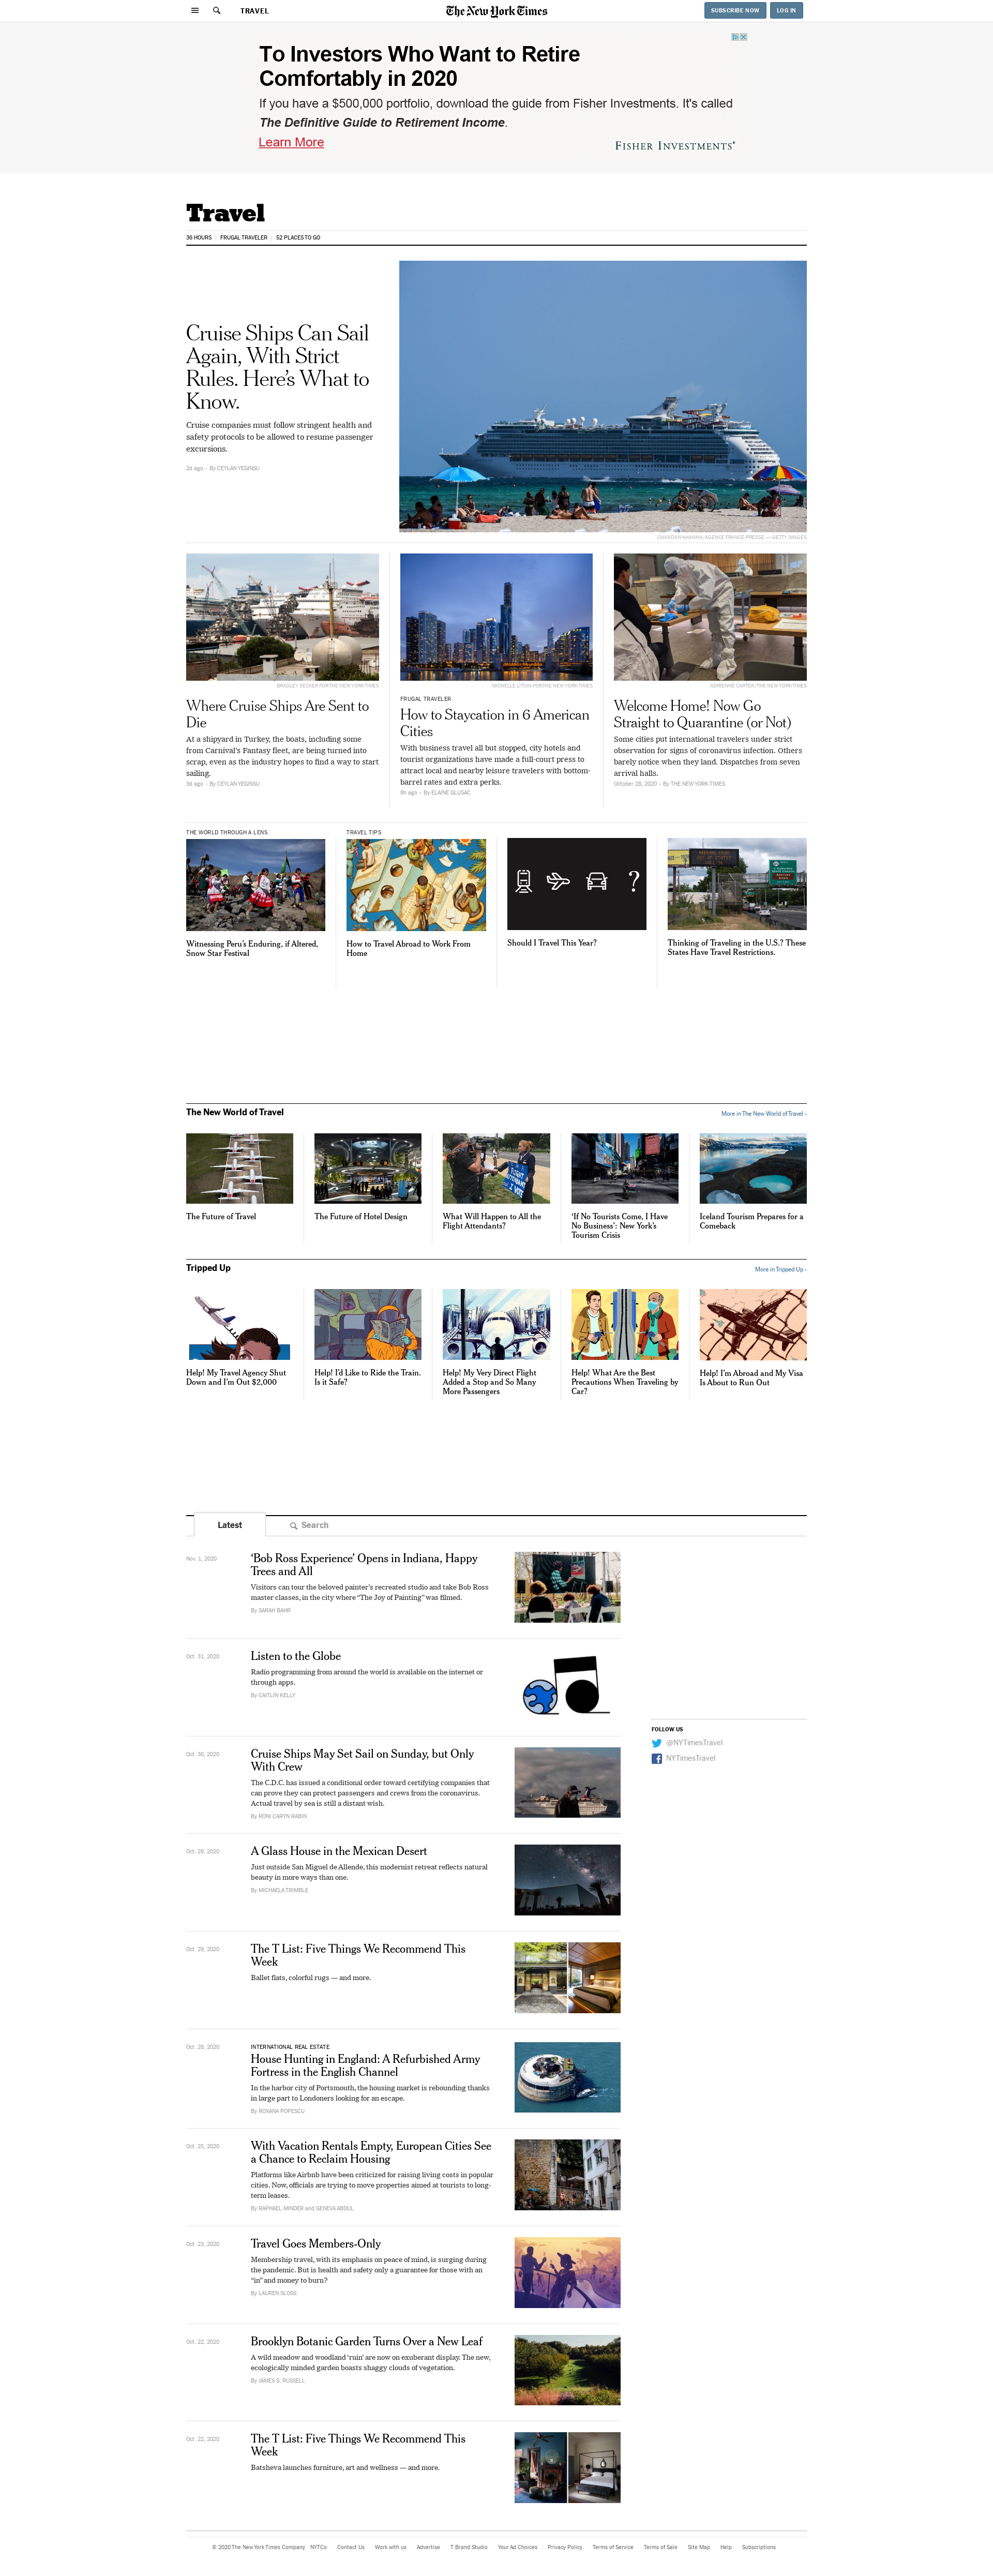 TRAVEL
The New York Times
SUBSCRIBE NOW
LOG IN
To Investors Who Want to Retire
Comfortably in 2020
If you have a $500,000 portfolio, download the guide from Fisher Investments. It's called
The Definitive Guide to Retirement Income.
Learn More
FISHER INVESTMENTS
Travel
36 HOURS
FRUGAL TRAVELER
52 PLACES TO GO
Cruise Ships Can Sail
Again, With Strict
Rules. Here’s What to
Know.
Cruise companies must follow stringent health and
safety protocols to be allowed to resume passenger
excursions.
2d ago - By CEYLAN YEGINSU
CHANDAN KHANNA/AGENCE FRANCE-PRESSE — GETTY IMAGES
BRADLEY SECKER FOR THE NEW YORK TIMES
Where Cruise Ships Are Sent to
Die
At a shipyard in Turkey, the boats, including some
from Carnival’s Fantasy fleet, are being turned into
scrap, even as the industry hopes to find a way to start
sailing.
3d ago - By CEYLAN YEGINSU
MICHELLE LITVIN FOR THE NEW YORK TIMES
FRUGAL TRAVELER
How to Staycation in 6 American
Cities
With business travel all but stopped, city hotels and
tourist organizations have made a full-court press to
attract local and nearby leisure travelers with bottom-
barrel rates and extra perks.
8h ago - By ELAINE GLUSAC
ADRIENNE CARTER/THE NEW YORK TIMES
Welcome Home! Now Go
Straight to Quarantine (or Not)
Some cities put international travelers under strict
observation for signs of coronavirus infection. Others
barely notice when they land. Dispatches from seven
arrival halls.
October 28, 2020 - By THE NEW YORK TIMES
THE WORLD THROUGH A LENS
Witnessing Peru’s Enduring, if Altered,
Snow Star Festival
TRAVEL TIPS
How to Travel Abroad to Work From
Home
?
Should I Travel This Year?
Thinking of Traveling in the U.S.? These
States Have Travel Restrictions.
The New World of Travel
More in The New World of Travel ›
The Future of Travel
The Future of Hotel Design
What Will Happen to All the
Flight Attendants?
‘If No Tourists Come, I Have
No Business’: New York’s
Tourism Crisis
Iceland Tourism Prepares for a
Comeback
Tripped Up
More in Tripped Up ›
Help! My Travel Agency Shut
Down and I’m Out $2,000
Help! I’d Like to Ride the Train.
Is it Safe?
Help! My Very Direct Flight
Added a Stop and So Many
More Passengers
Help! What Are the Best
Precautions When Traveling by
Car?
Help! I’m Abroad and My Visa
Is About to Run Out
Latest
Search
Nov. 1, 2020
‘Bob Ross Experience’ Opens in Indiana, Happy
Trees and All
Visitors can tour the beloved painter’s recreated studio and take Bob Ross
master classes, in the city where “The Joy of Painting” was filmed.
By SARAH BAHR
Oct. 31, 2020
Listen to the Globe
Radio programming from around the world is available on the internet or
through apps.
By CAITLIN KELLY
FOLLOW US
@NYTimesTravel
NYTimesTravel
Oct. 30, 2020
Cruise Ships May Set Sail on Sunday, but Only
With Crew
The C.D.C. has issued a conditional order toward certifying companies that
can prove they can protect passengers and crews from the coronavirus.
Actual travel by sea is still a distant wish.
By RONI CARYN RABIN
Oct. 29, 2020
A Glass House in the Mexican Desert
Just outside San Miguel de Allende, this modernist retreat reflects natural
beauty in more ways than one.
By MICHAELA TRIMBLE
Oct. 29, 2020
The T List: Five Things We Recommend This
Week
Ballet flats, colorful rugs — and more.
Oct. 28, 2020
INTERNATIONAL REAL ESTATE
House Hunting in England: A Refurbished Army
Fortress in the English Channel
In the harbor city of Portsmouth, the housing market is rebounding thanks
in large part to Londoners looking for an escape.
By ROXANA POPESCU
Oct. 25, 2020
With Vacation Rentals Empty, European Cities See
a Chance to Reclaim Housing
Platforms like Airbnb have been criticized for raising living costs in popular
cities. Now, officials are trying to move properties aimed at tourists to long-
term leases.
By RAPHAEL MINDER and GENEVA ABDUL
Oct. 23, 2020
Travel Goes Members-Only
Membership travel, with its emphasis on peace of mind, is surging during
the pandemic. But is health and safety only a guarantee for those with an
“in” and money to burn?
By LAUREN SLOSS
Oct. 22, 2020
Brooklyn Botanic Garden Turns Over a New Leaf
A wild meadow and woodland ‘ruin’ are now on exuberant display. The new,
ecologically minded garden boasts shaggy clouds of vegetation.
By JAMES S. RUSSELL
Oct. 22, 2020
The T List: Five Things We Recommend This
Week
Batsheva launches furniture, art and wellness — and more.
© 2020 The New York Times Company NYTCo Contact Us Work with us Advertise T Brand Studio Your Ad Choices Privacy Policy Terms of Service Terms of Sale Site Map Help Subscriptions